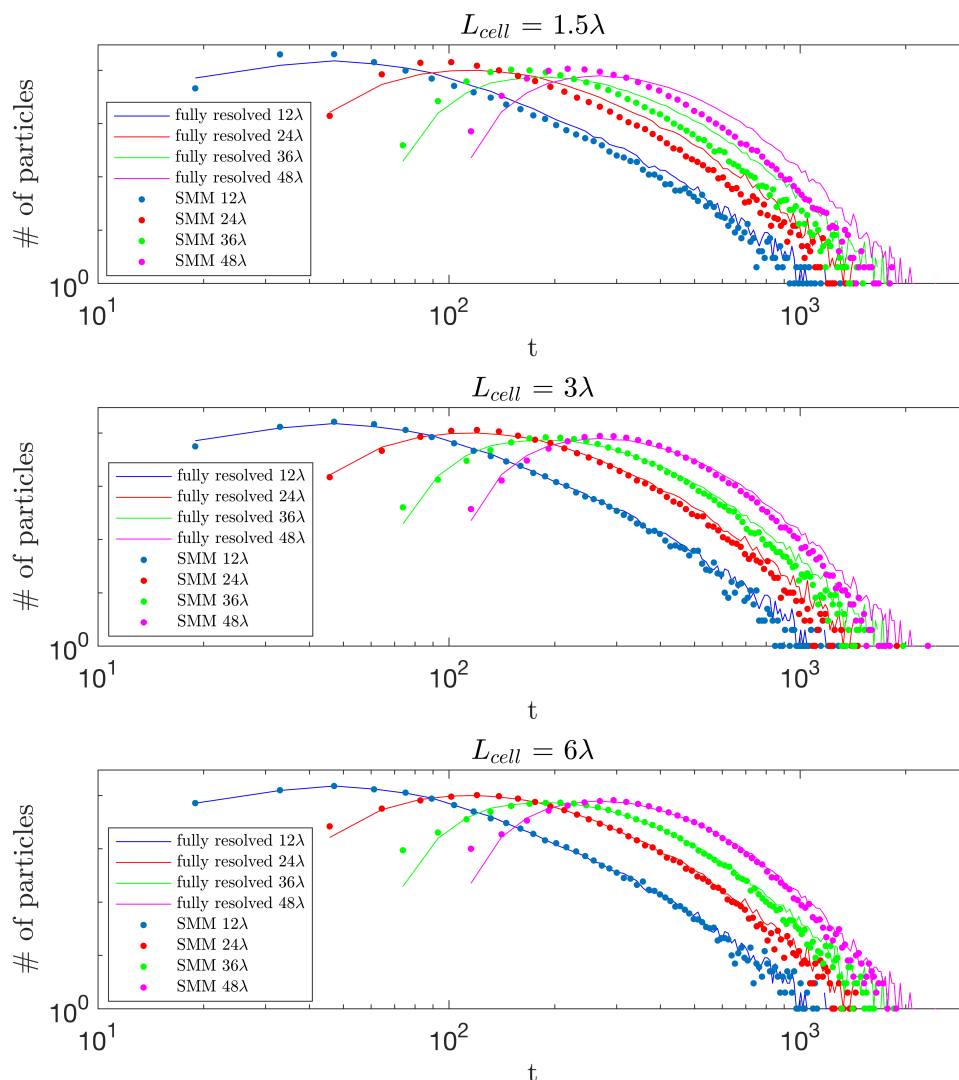 L_cell = 1.5λ
# of particles
fully resolved 12λ
fully resolved 24λ
fully resolved 36λ
fully resolved 48λ
SMM 12λ
SMM 24λ
SMM 36λ
SMM 48λ
10^0
10^1 10^2 10^3
t
L_cell = 3λ
# of particles
fully resolved 12λ
fully resolved 24λ
fully resolved 36λ
fully resolved 48λ
SMM 12λ
SMM 24λ
SMM 36λ
SMM 48λ
10^0
10^1 10^2 10^3
t
L_cell = 6λ
# of particles
fully resolved 12λ
fully resolved 24λ
fully resolved 36λ
fully resolved 48λ
SMM 12λ
SMM 24λ
SMM 36λ
SMM 48λ
10^0
10^1 10^2 10^3
t